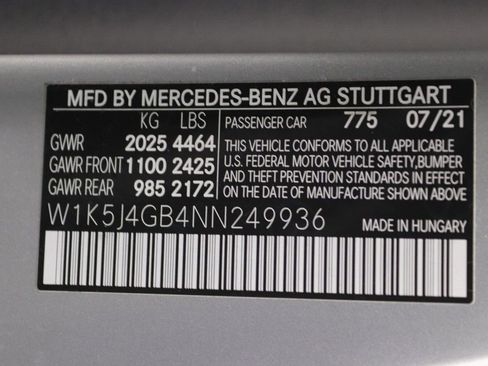 MFD BY MERCEDES-BENZ AG STUTTGART
KG LBS PASSENGER CAR 775 07/21
GVWR 2025 4464
GAWR FRONT 1100 2425
GAWR REAR 985 2172
THIS VEHICLE CONFORMS TO ALL APPLICABLE
U.S. FEDERAL MOTOR VEHICLE SAFETY,BUMPER
AND THEFT PREVENTION STANDARDS IN EFFECT
ON THE DATE OF MANUFACTURE SHOWN ABOVE
W1K5J4GB4NN249936 MADE IN HUNGARY